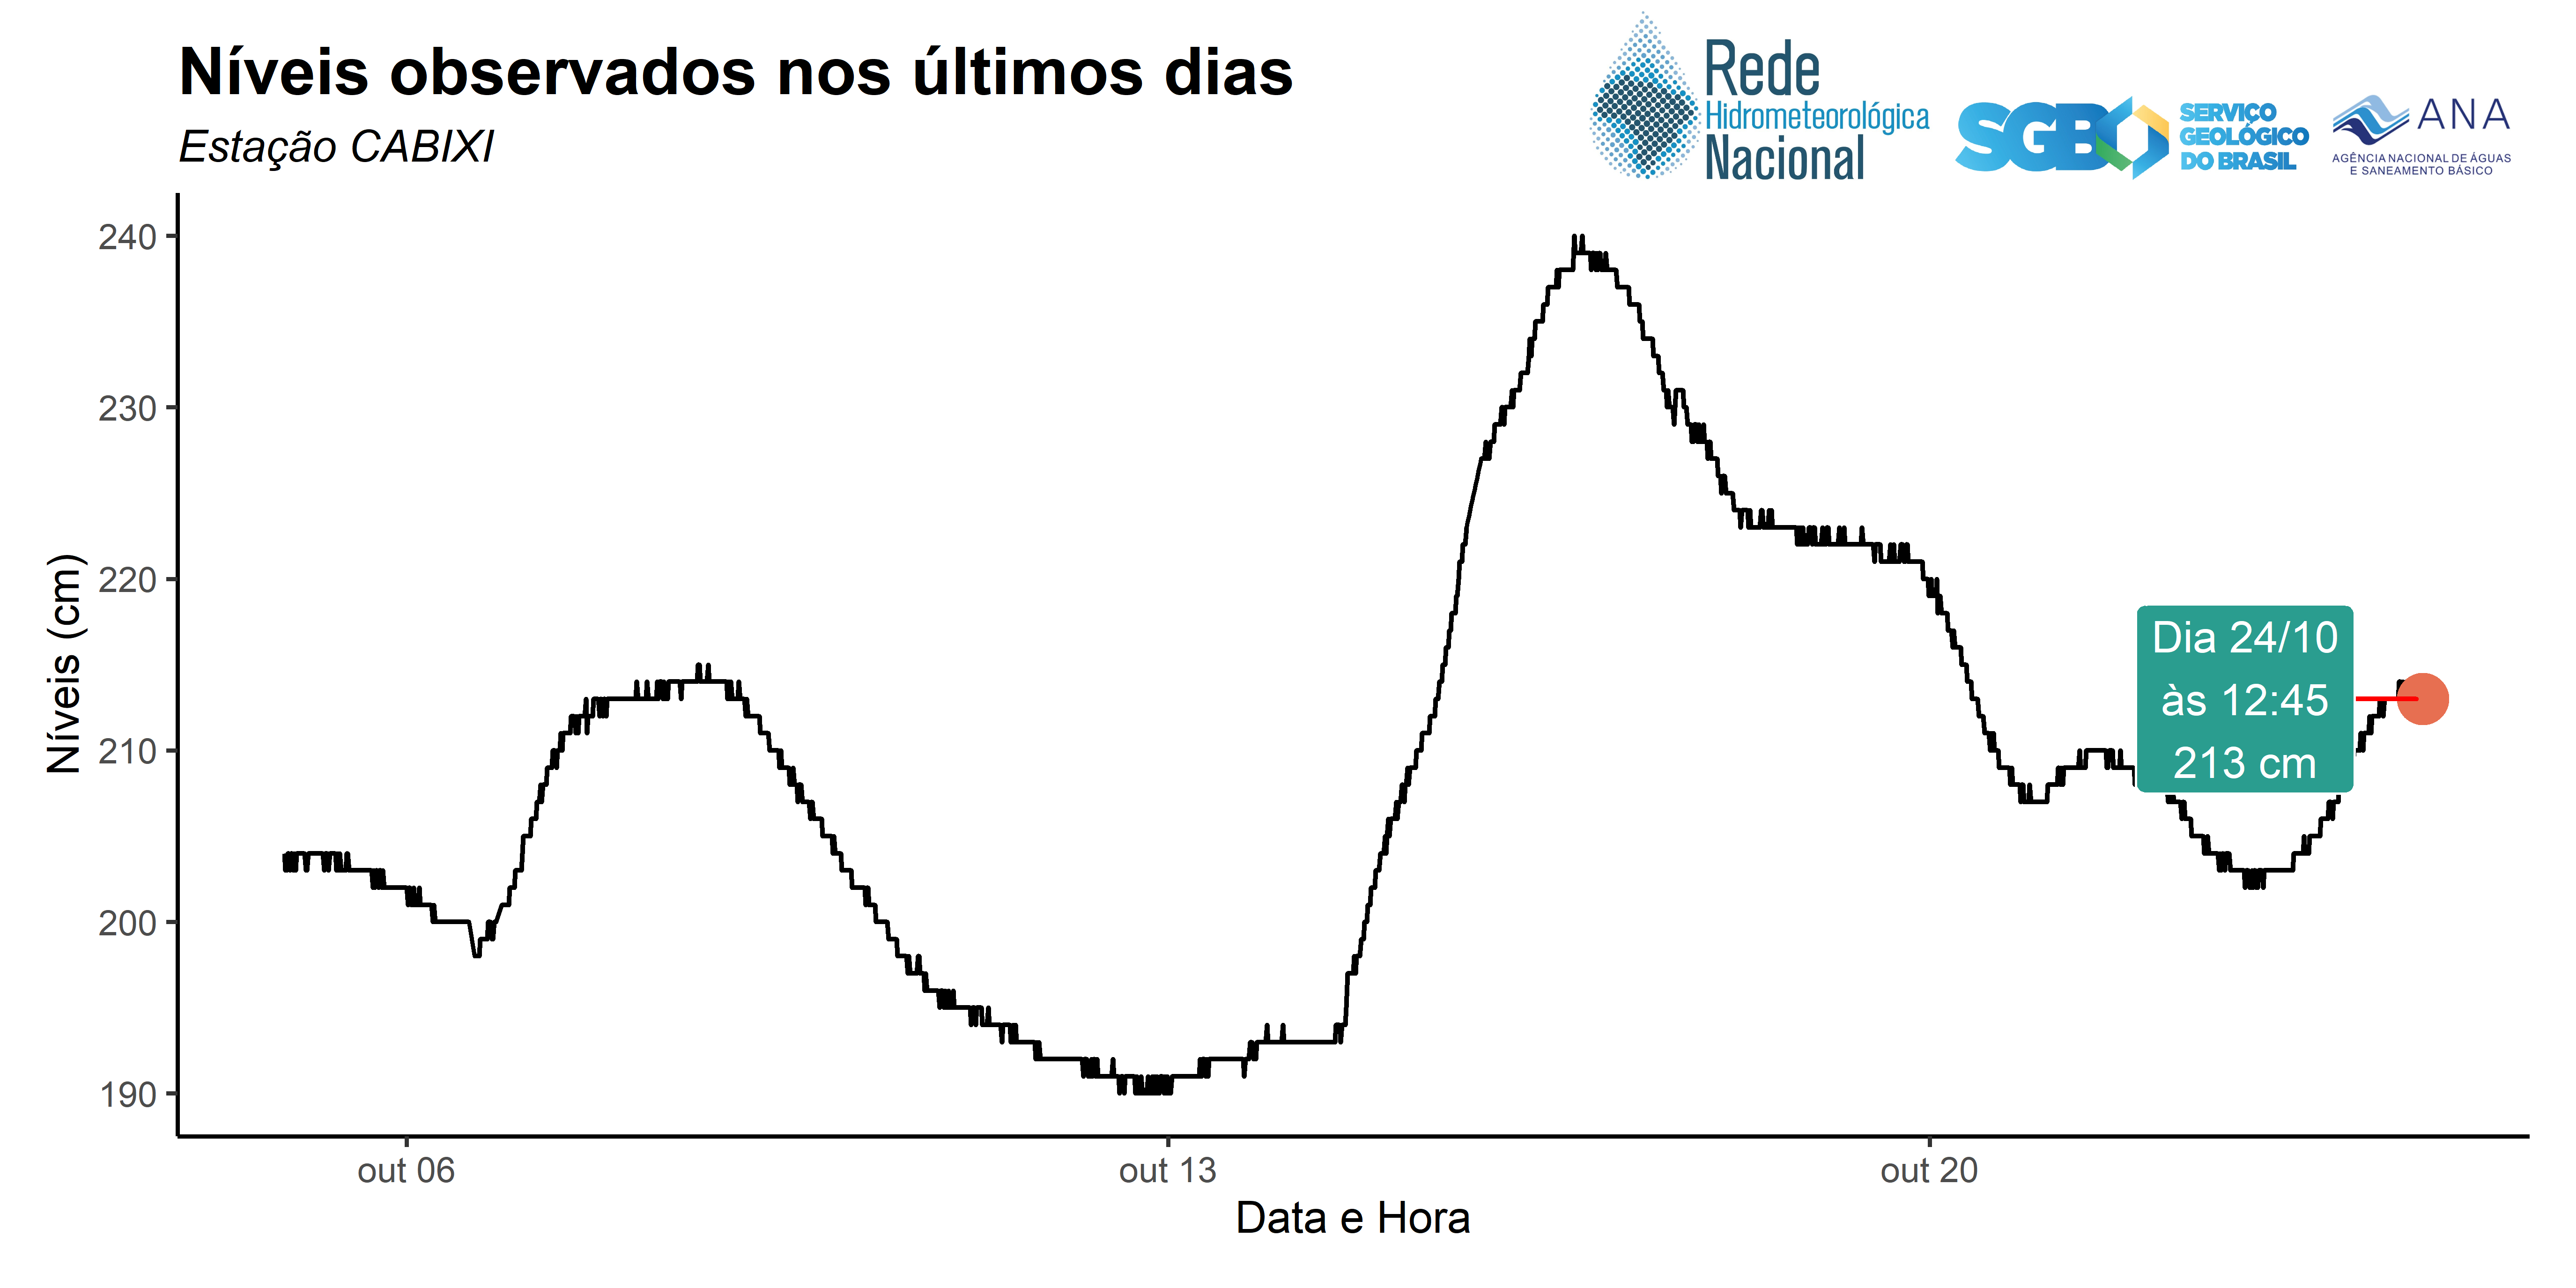 Níveis observados nos últimos dias
Estação CABIXI
Rede
Hidrometeorológica
Nacional
SGB
SERVIÇO
GEOLÓGICO
DO BRASIL
ANA
AGÊNCIA NACIONAL DE ÁGUAS
E SANEAMENTO BÁSICO
Níveis (cm)
240
230
220
210
200
190
Dia 24/10
às 12:45
213 cm
out 06
out 13
out 20
Data e Hora